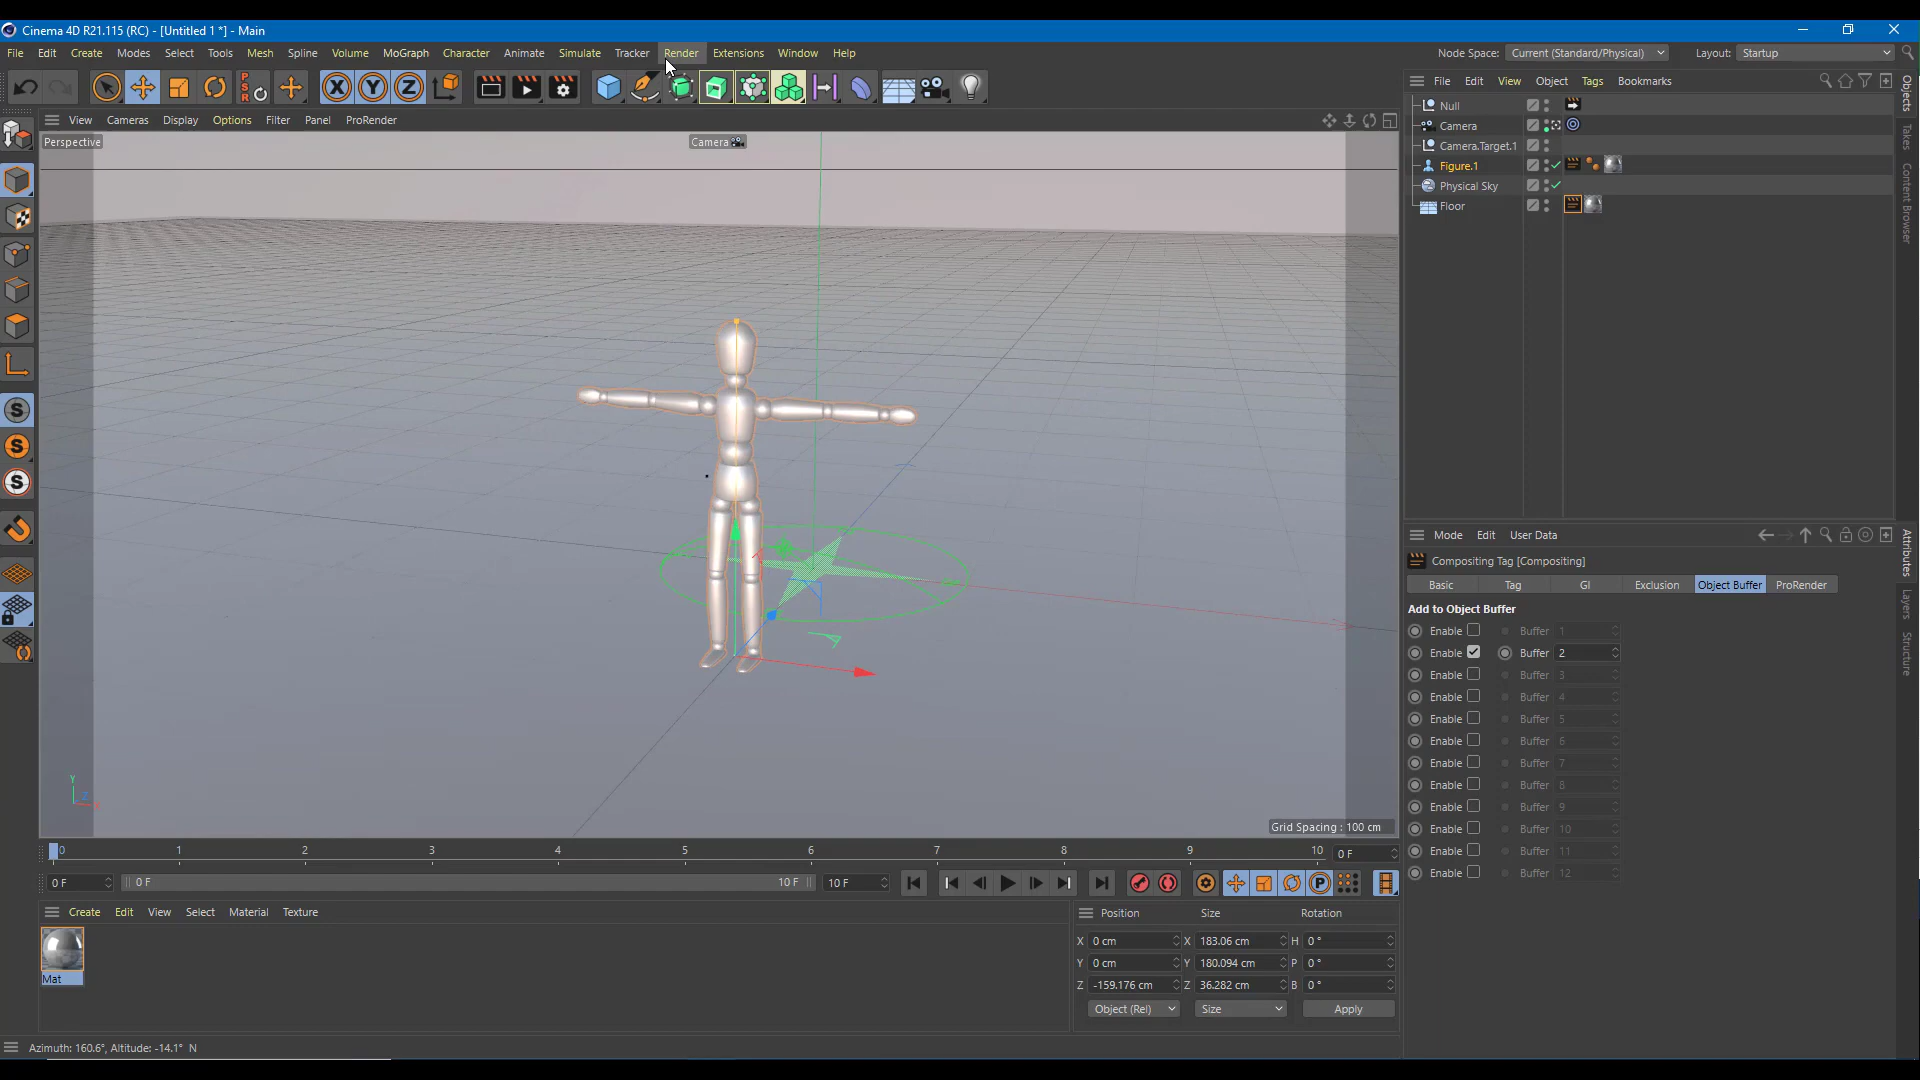 Cinema 4D R21.115 (RC) - [Untitled 1 *] - Main
File Edit Create Modes Select Tools Mesh Spline Volume MoGraph Character Animate Simulate Tracker Render Extensions Window Help Node Space: Current (Standard/Physical) Layout: Startup
PSR X Y Z
File Edit View Object Tags Bookmarks
View Cameras Display Options Filter Panel ProRender
Perspective
Camera
Null
Camera
Camera.Target.1
Figure.1
Physical Sky
Floor
Objects
Takes
Content Browser
Mode Edit User Data
Compositing Tag [Compositing]
Basic Tag GI Exclusion Object Buffer ProRender
Add to Object Buffer
Enable Buffer 1
Enable Buffer 2
Enable Buffer 3
Enable Buffer 4
Enable Buffer 5
Enable Buffer 6
Enable Buffer 7
Enable Buffer 8
Enable Buffer 9
Enable Buffer 10
Enable Buffer 11
Enable Buffer 12
Attributes
Layers
Structure
S
S
S
Y
Z
Grid Spacing : 100 cm
0 1 2 3 4 5 6 7 8 9 10 0 F
0 F 0 F 10 F 10 F P
Create Edit View Select Material Texture
Mat
Position Size Rotation
X 0 cm X 183.06 cm H 0 °
Y 0 cm Y 180.094 cm P 0 °
Z -159.176 cm Z 36.282 cm B 0 °
Object (Rel) Size Apply
Azimuth: 160.6°, Altitude: -14.1° N